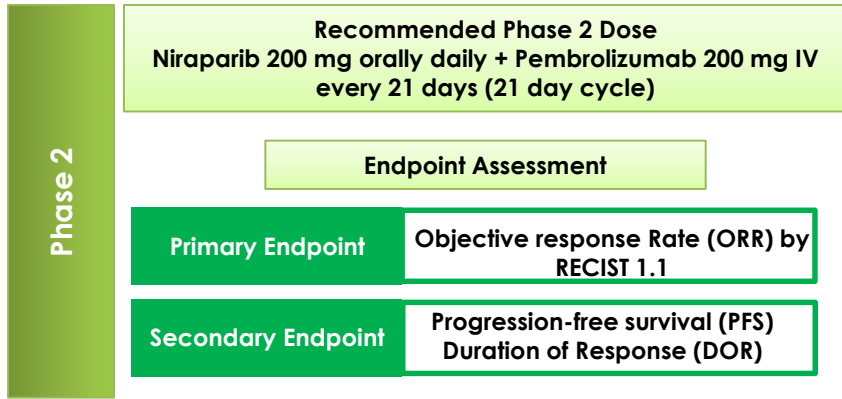 Phase 2
Recommended Phase 2 Dose
Niraparib 200 mg orally daily + Pembrolizumab 200 mg IV
every 21 days (21 day cycle)
Endpoint Assessment
Primary Endpoint
Objective response Rate (ORR) by
RECIST 1.1
Secondary Endpoint
Progression-free survival (PFS)
Duration of Response (DOR)